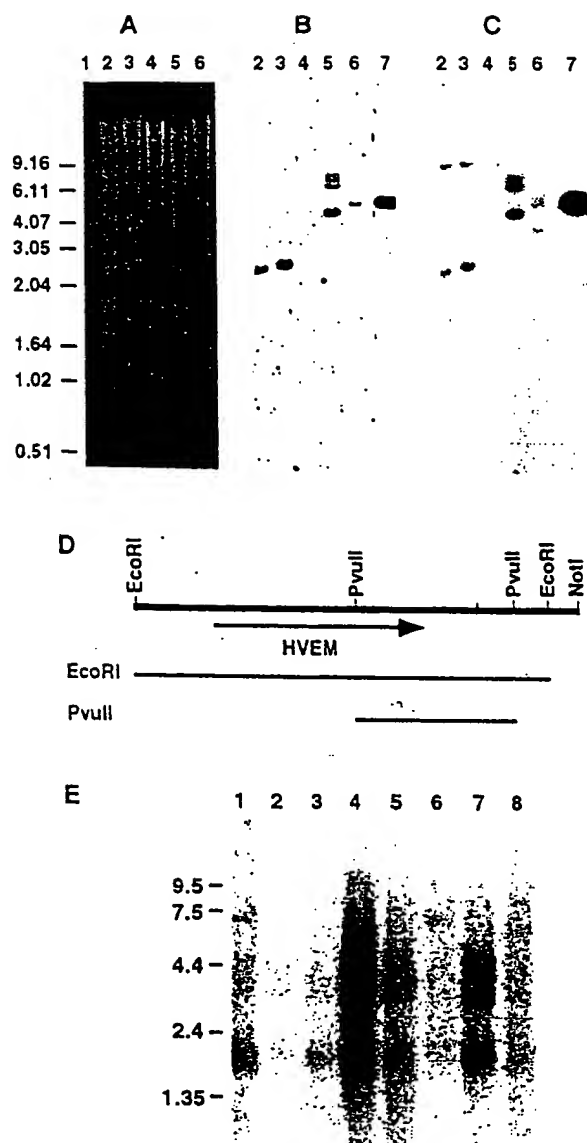 A B C
1 2 3 4 5 6 2 3 4 5 6 7 2 3 4 5 6 7
9.16
6.11
4.07
3.05
2.04
1.64
1.02
0.51
D
EcoRI PvuII PvuII EcoRI NotI
HVEM
EcoRI
PvuII
E
1 2 3 4 5 6 7 8
9.5
7.5
4.4
2.4
1.35